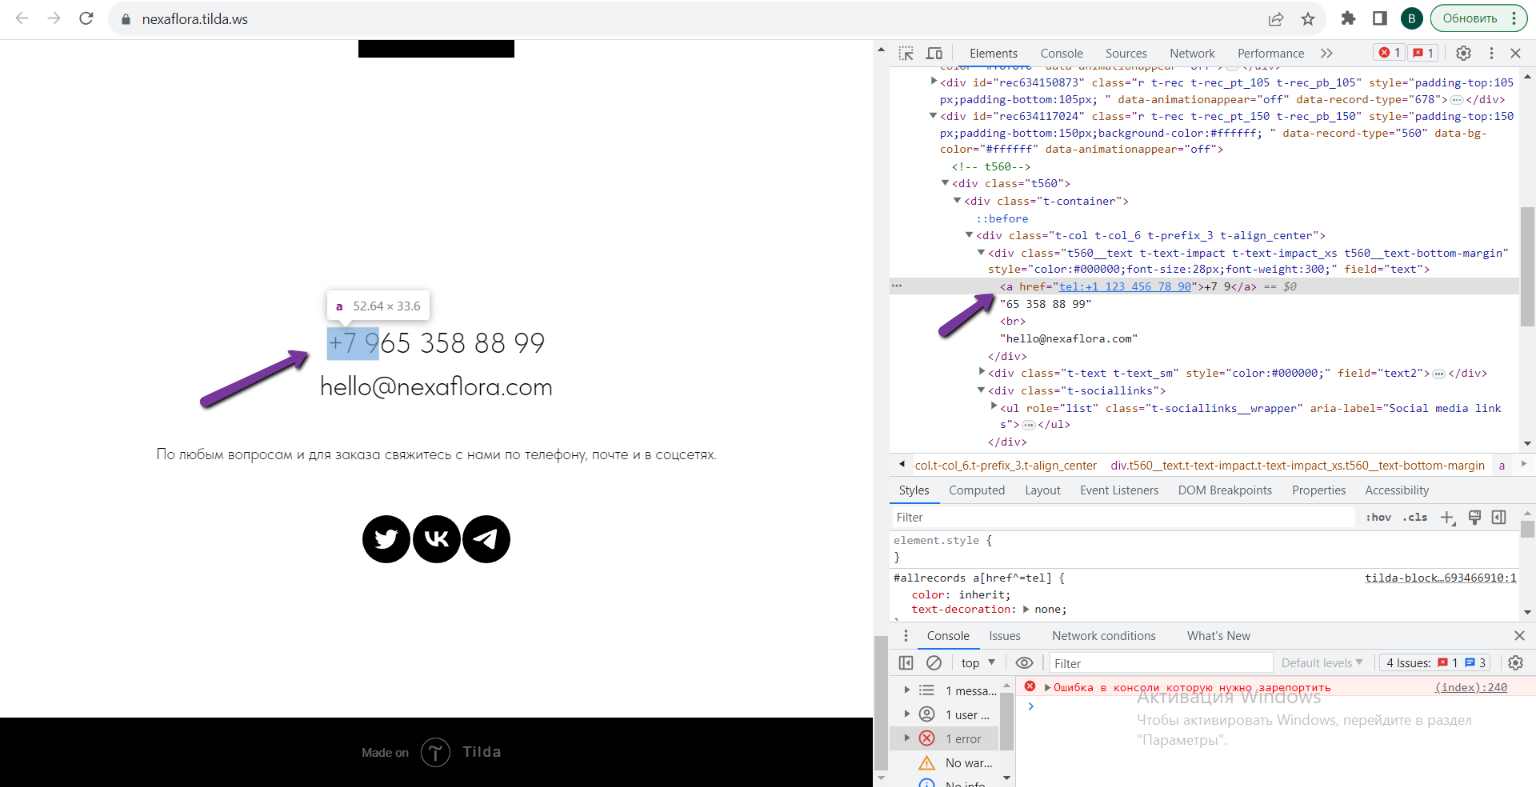 nexaflora.tilda.ws
B
Обновить
Elements
Console
Sources
Network
Performance
1
1
a 52.64 × 33.6
+7 965 358 88 99
hello@nexaflora.com
По любым вопросам и для заказа свяжитесь с нами по телефону, почте и в соцсетях.
Made on
Tilda
<div id="rec634150873" class="r t-rec t-rec_pt_105 t-rec_pb_105" style="padding-top:105
px;padding-bottom:105px; " data-animationappear="off" data-record-type="678">…</div>
<div id="rec634117024" class="r t-rec t-rec_pt_150 t-rec_pb_150" style="padding-top:150
px;padding-bottom:150px;background-color:#ffffff; " data-record-type="560" data-bg-
color="#ffffff" data-animationappear="off">
<!-- t560-->
<div class="t560">
<div class="t-container">
::before
<div class="t-col t-col_6 t-prefix_3 t-align_center">
<div class="t560__text t-text-impact t-text-impact_xs t560__text-bottom-margin"
style="color:#000000;font-size:28px;font-weight:300;" field="text">
<a href="tel:+1 123 456 78 90">+7 9</a> == $0
"65 358 88 99"
<br>
"hello@nexaflora.com"
</div>
<div class="t-text t-text_sm" style="color:#000000;" field="text2">…</div>
<div class="t-sociallinks">
<ul role="list" class="t-sociallinks__wrapper" aria-label="Social media link
s">…</ul>
</div>
col.t-col_6.t-prefix_3.t-align_center
div.t560__text.t-text-impact.t-text-impact_xs.t560__text-bottom-margin
a
Styles
Computed
Layout
Event Listeners
DOM Breakpoints
Properties
Accessibility
Filter
:hov
.cls
element.style {
}
#allrecords a[href^=tel] {
tilda-block…693466910:1
color: inherit;
text-decoration: none;
Console
Issues
Network conditions
What's New
top
Filter
Default levels
4 Issues:
1
3
1 messa...
1 user ...
1 error
No war...
Ошибка в консоли которую нужно зарепортить
(index):240
Активация Windows
Чтобы активировать Windows, перейдите в раздел
"Параметры".